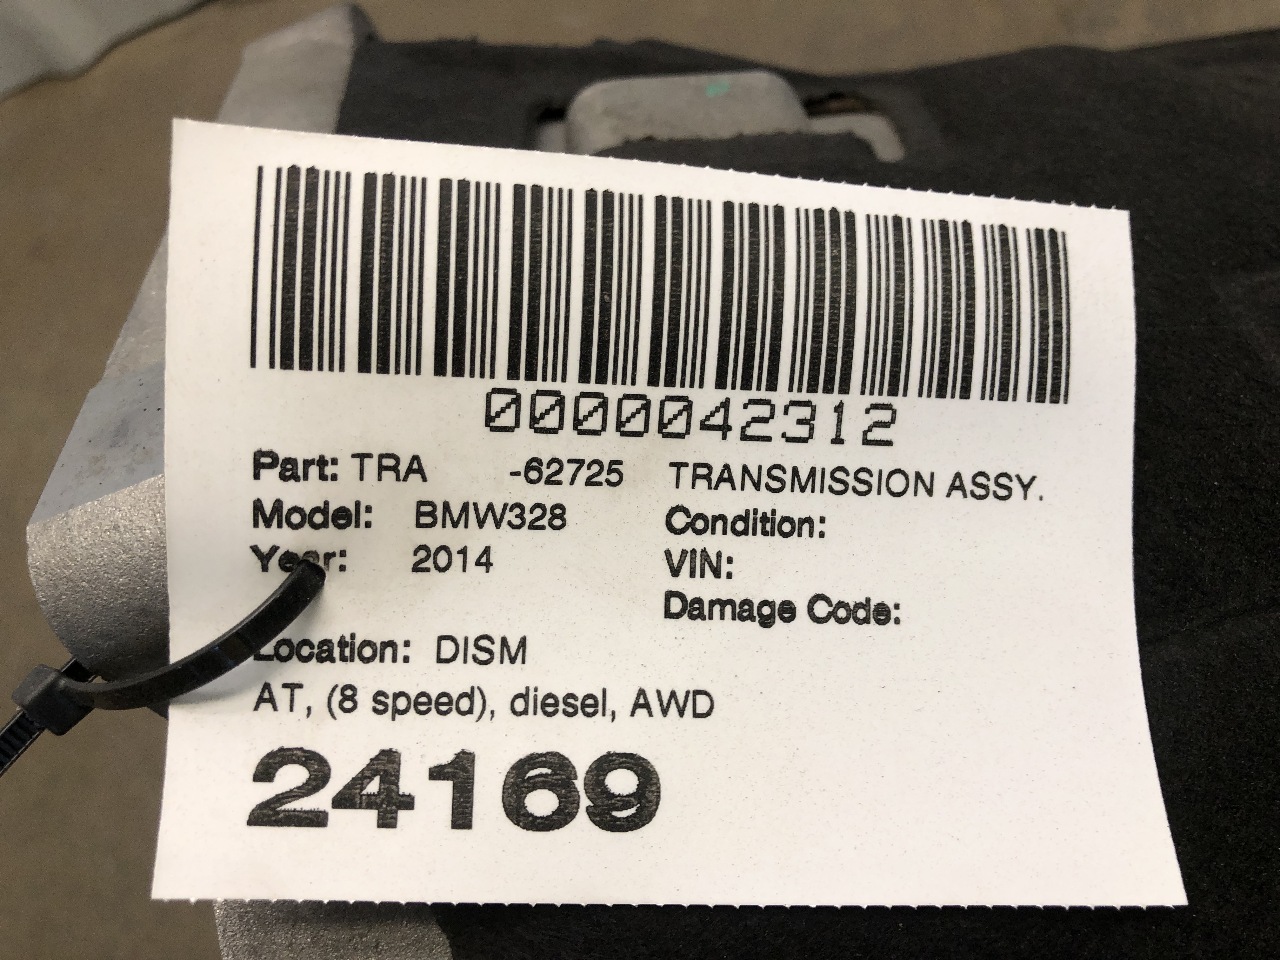 0000042312
Part: TRA -62725 TRANSMISSION ASSY.
Model: BMW328 Condition:
Year: 2014 VIN:
Damage Code:
Location: DISM
AT, (8 speed), diesel, AWD
24169